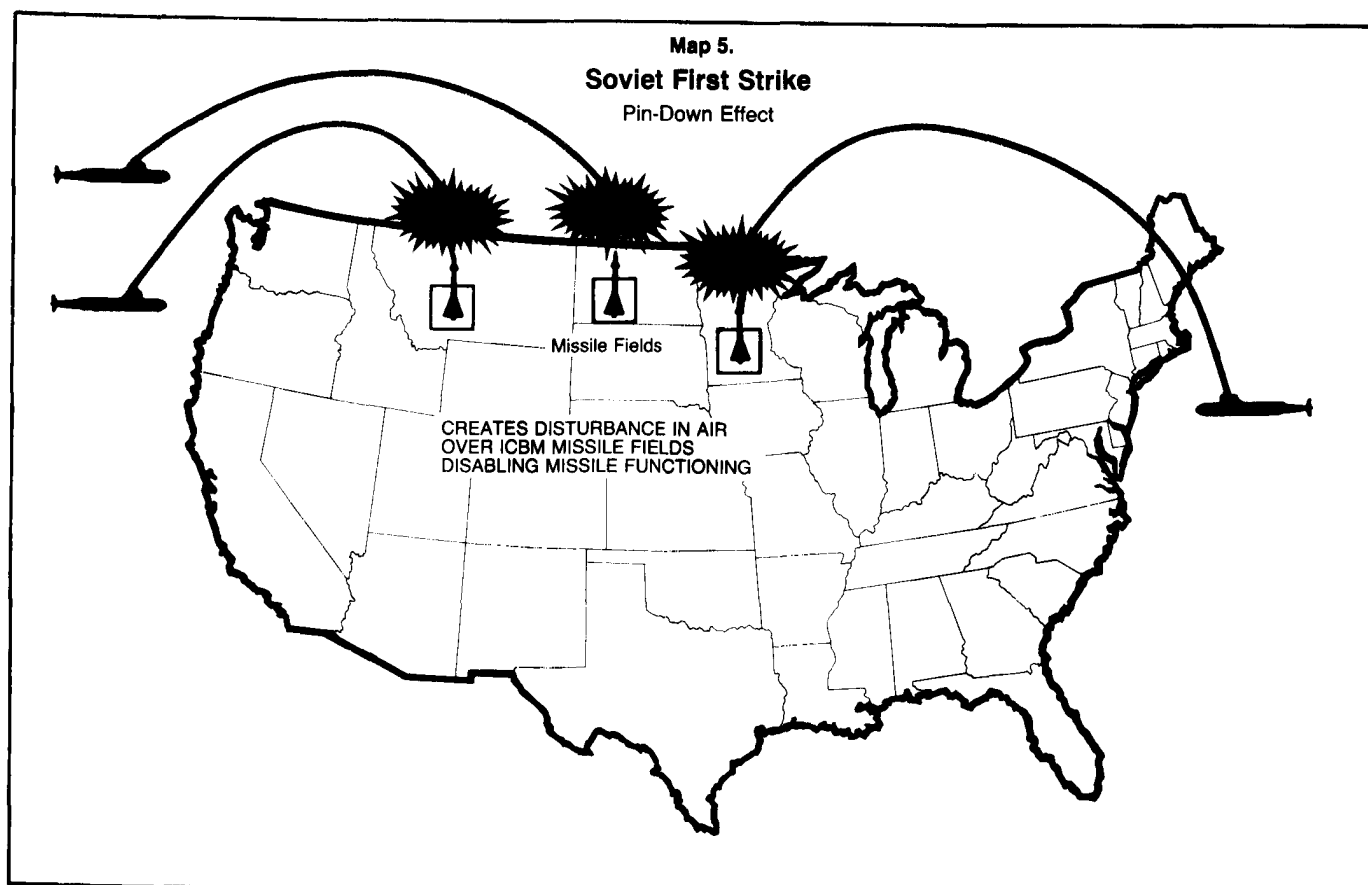 Map 5.
Soviet First Strike
Pin-Down Effect
Missile Fields
CREATES DISTURBANCE IN AIR
OVER ICBM MISSILE FIELDS
DISABLING MISSILE FUNCTIONING